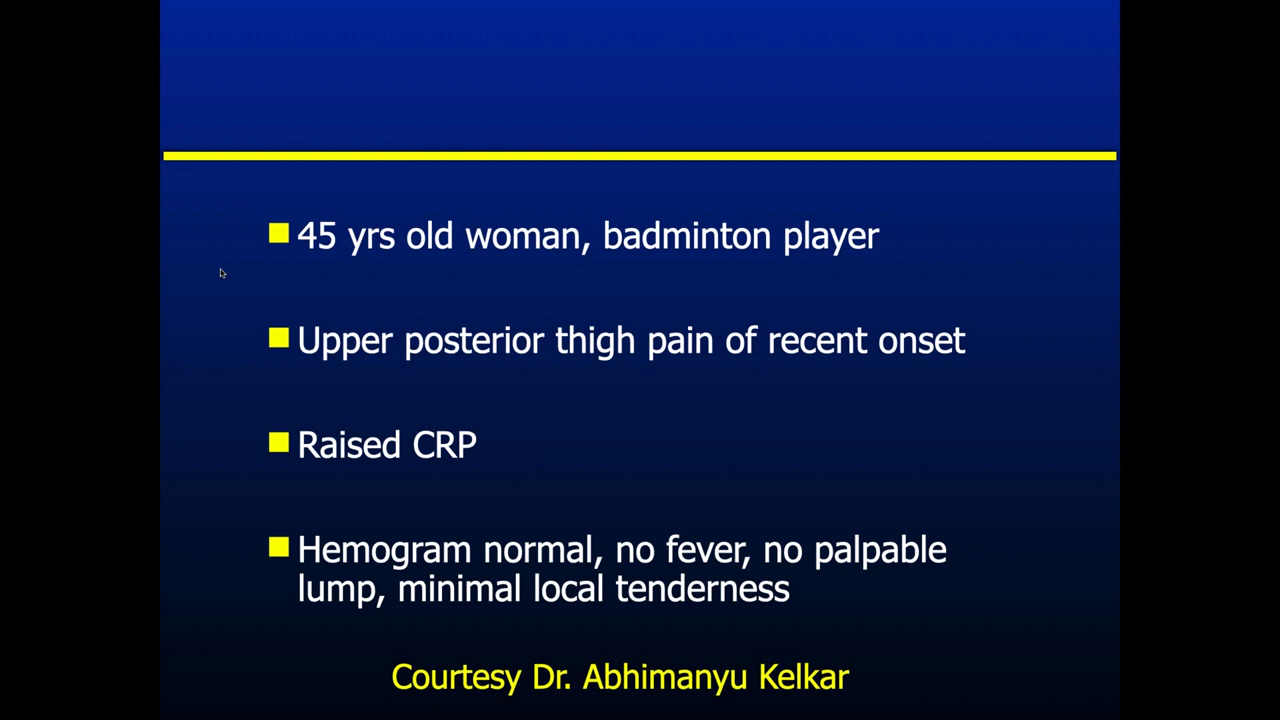 45 yrs old woman, badminton player
Upper posterior thigh pain of recent onset
Raised CRP
Hemogram normal, no fever, no palpable
lump, minimal local tenderness
Courtesy Dr. Abhimanyu Kelkar